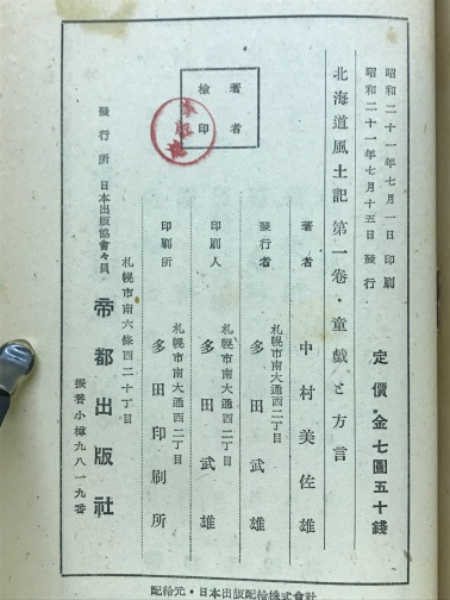 昭和二十一年七月一日 印刷
昭和二十一年七月十五日 發行
定價・金七圓五十錢
北海道風土記 第一巻・童戯と方言
著者 中村美佐雄
札幌市南大通西二丁目
發行者 多田武雄
札幌市南大通西二丁目
印刷人 多田武雄
札幌市南大通西二丁目
印刷所 多田印刷所
著者
檢印
札幌市南六條西二十丁目
發行所 日本出版協會々員 帝都出版社
振替小樽九八一九番
配給元・日本出版配給株式會社